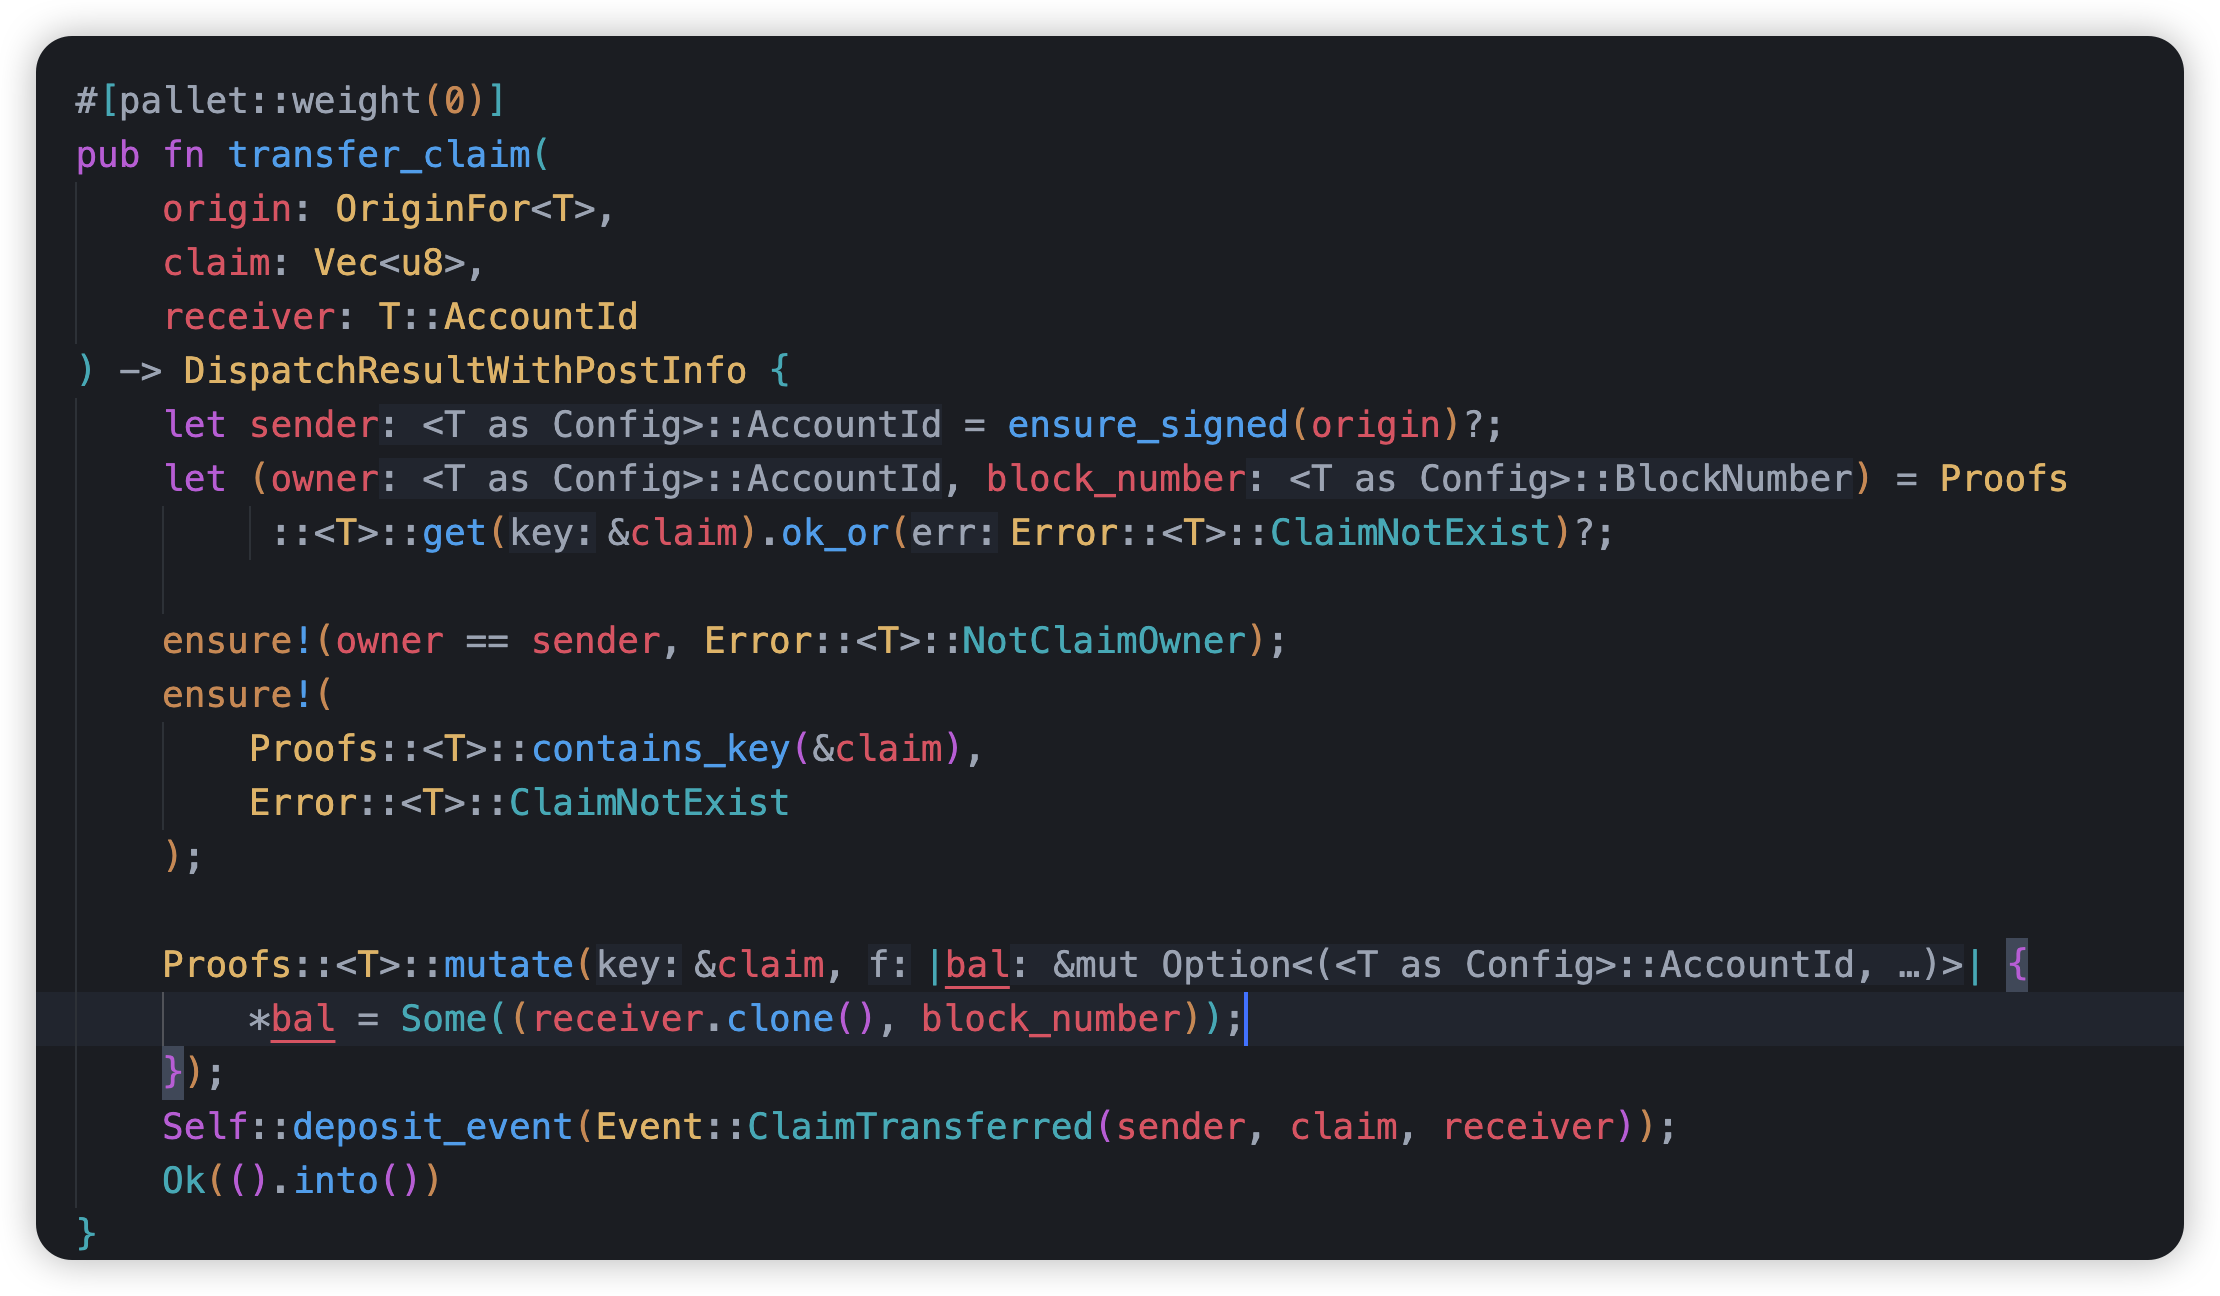 #[pallet::weight(0)]
pub fn transfer_claim(
    origin: OriginFor<T>,
    claim: Vec<u8>,
    receiver: T::AccountId
) -> DispatchResultWithPostInfo {
    let sender: <T as Config>::AccountId = ensure_signed(origin)?;
    let (owner: <T as Config>::AccountId, block_number: <T as Config>::BlockNumber) = Proofs
         ::<T>::get(key: &claim).ok_or(err: Error::<T>::ClaimNotExist)?;

    ensure!(owner == sender, Error::<T>::NotClaimOwner);
    ensure!(
        Proofs::<T>::contains_key(&claim),
        Error::<T>::ClaimNotExist
    );

    Proofs::<T>::mutate(key: &claim, f: |bal: &mut Option<(<T as Config>::AccountId, …)>| {
        *bal = Some((receiver.clone(), block_number));
    });
    Self::deposit_event(Event::ClaimTransferred(sender, claim, receiver));
    Ok(().into())
}